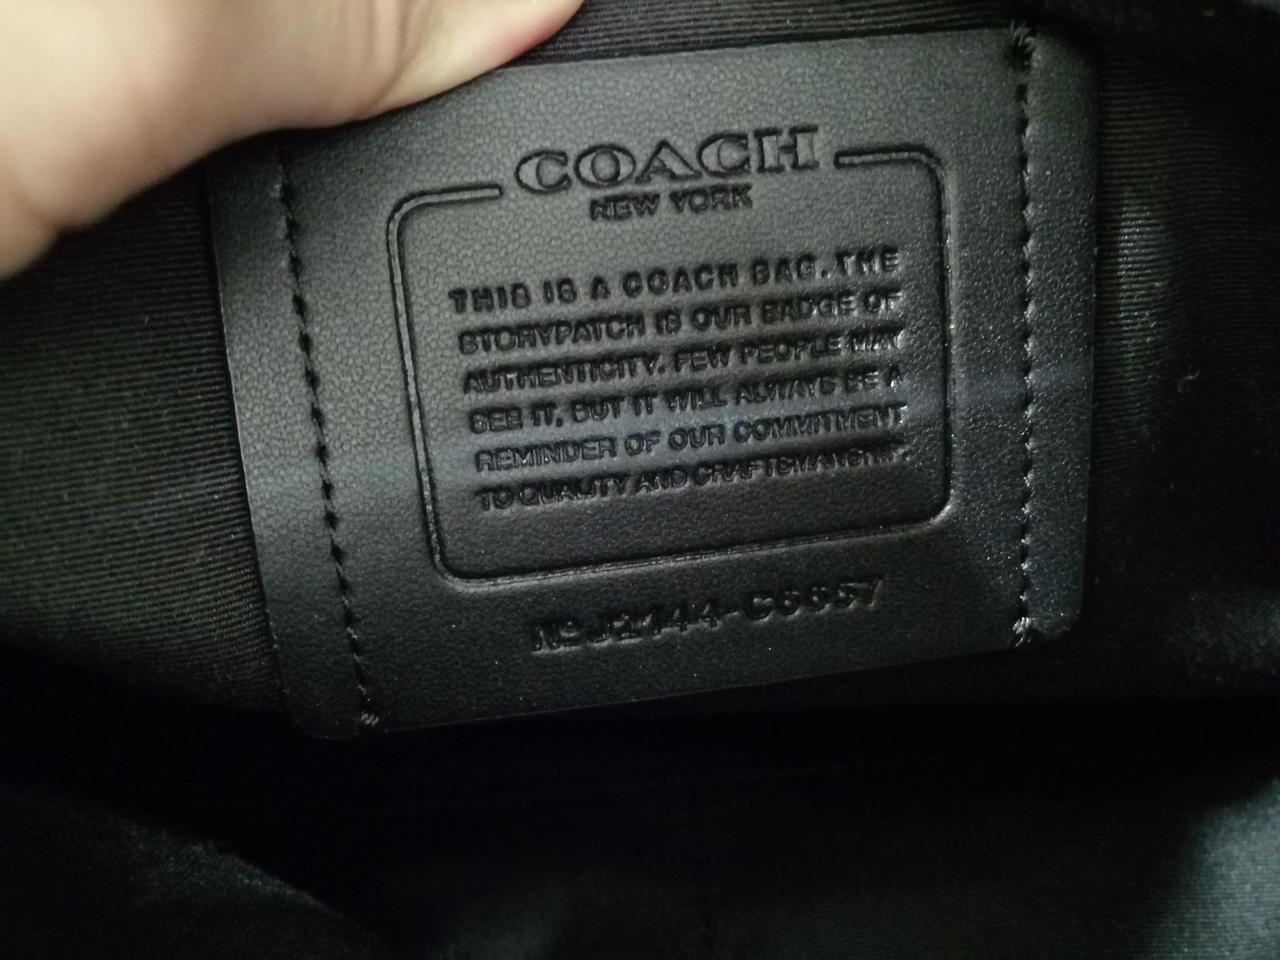 COACH
NEW YORK
THIS IS A COACH BAG. THE
STORYPATCH IS OUR BADGE OF
AUTHENTICITY. FEW PEOPLE MAY
SEE IT, BUT IT WILL ALWAYS BE A
REMINDER OF OUR COMMITMENT
TO QUALITY AND CRAFTSMANSHIP.
Nº